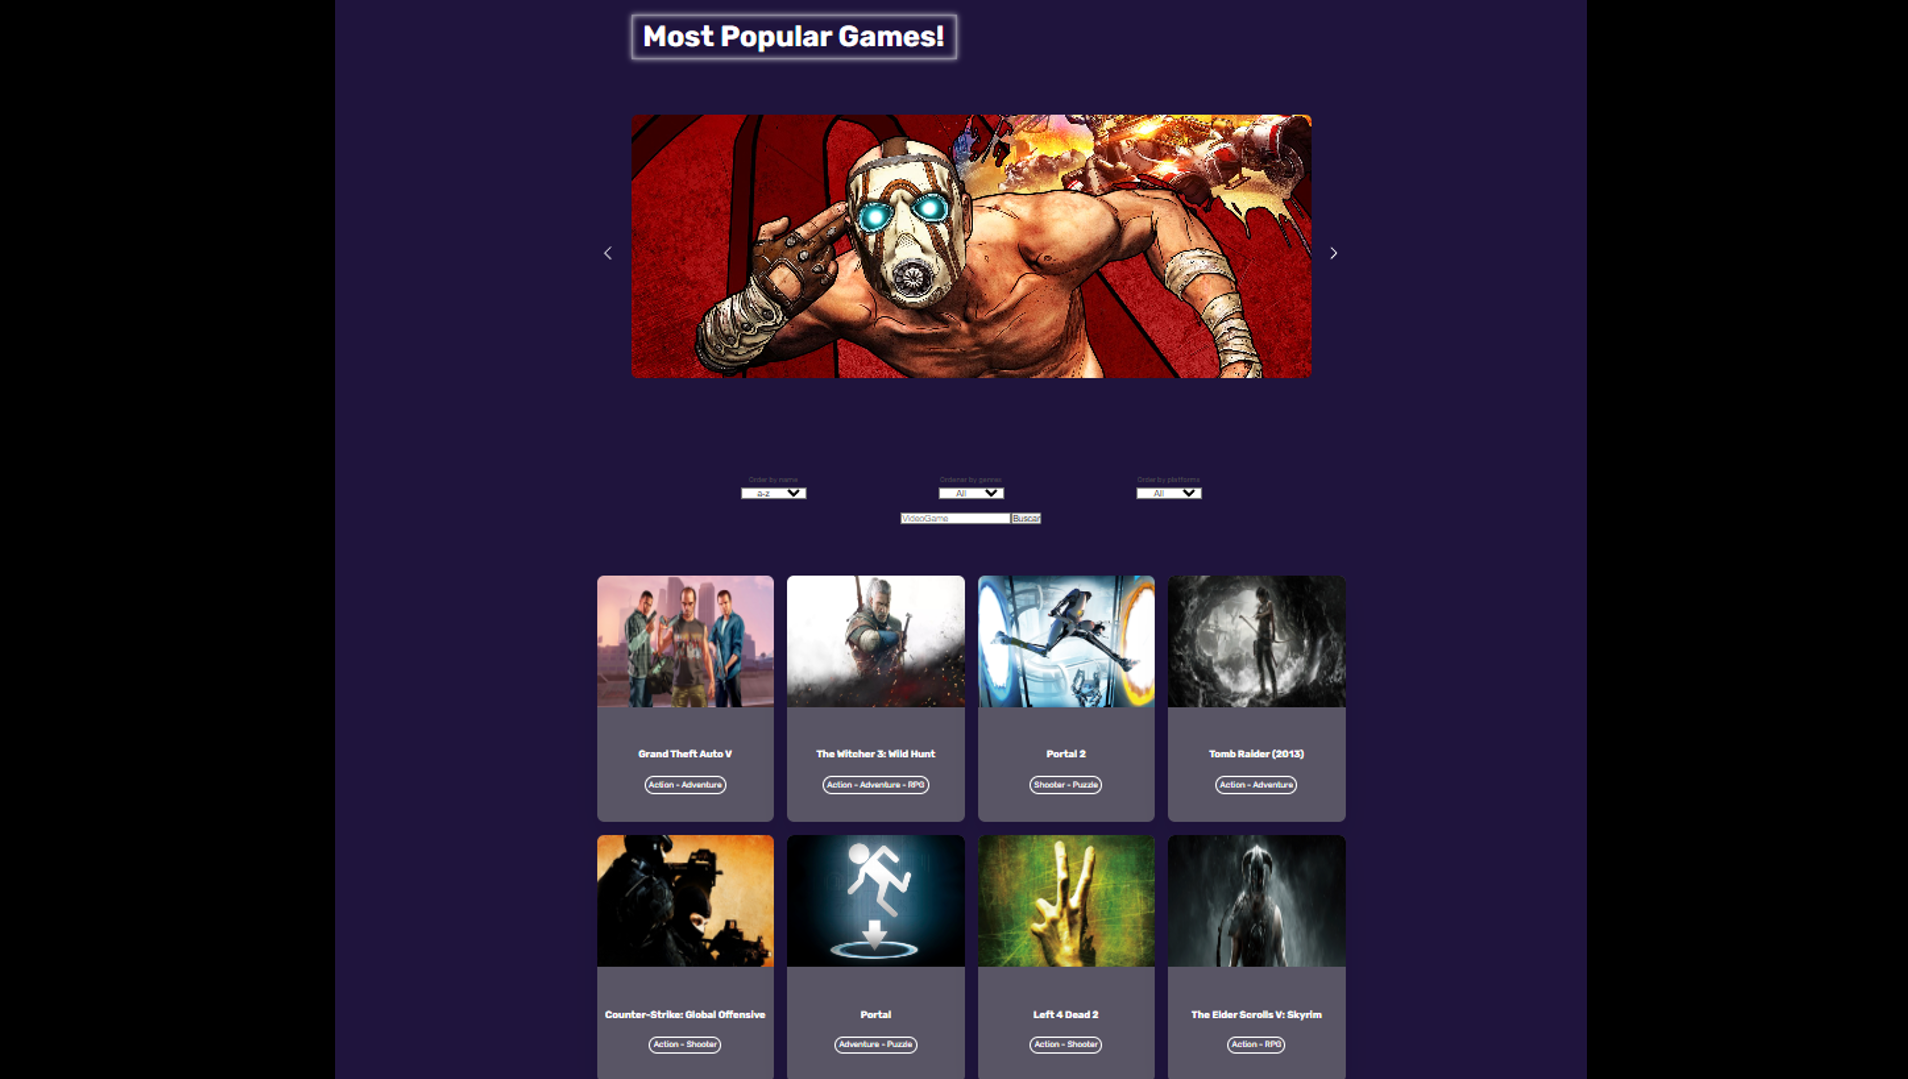 Most Popular Games!
Order by name
Ordener by genres
Order by platforms
a-z
All
All
VideoGame
Buscar
Grand Theft Auto V
The Witcher 3: Wild Hunt
Portal 2
Tomb Raider (2013)
Action - Adventure
Action - Adventure - RPG
Shooter - Puzzle
Action - Adventure
Counter-Strike: Global Offensive
Portal
Left 4 Dead 2
The Elder Scrolls V: Skyrim
Action - Shooter
Adventure - Puzzle
Action - Shooter
Action - RPG